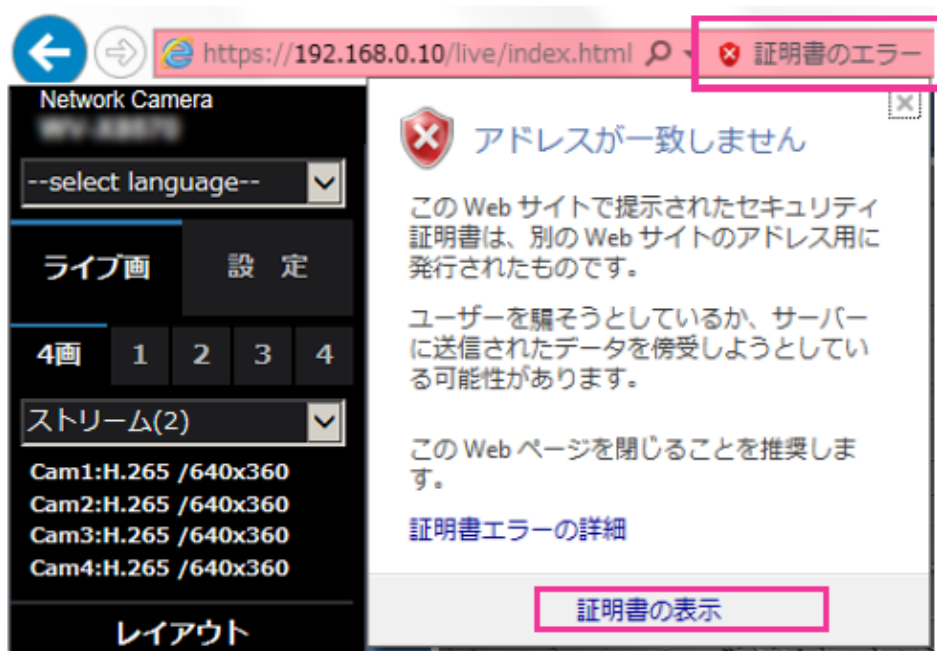 https://192.168.0.10/live/index.html
証明書のエラー
Network Camera
--select language--
ライブ画
設 定
4画
1
2
3
4
ストリーム(2)
Cam1:H.265 /640x360
Cam2:H.265 /640x360
Cam3:H.265 /640x360
Cam4:H.265 /640x360
レイアウト
アドレスが一致しません
この Web サイトで提示されたセキュリティ
証明書は、別の Web サイトのアドレス用に
発行されたものです。
ユーザーを騙そうとしているか、サーバー
に送信されたデータを傍受しようとしてい
る可能性があります。
この Web ページを閉じることを推奨しま
す。
証明書エラーの詳細
証明書の表示